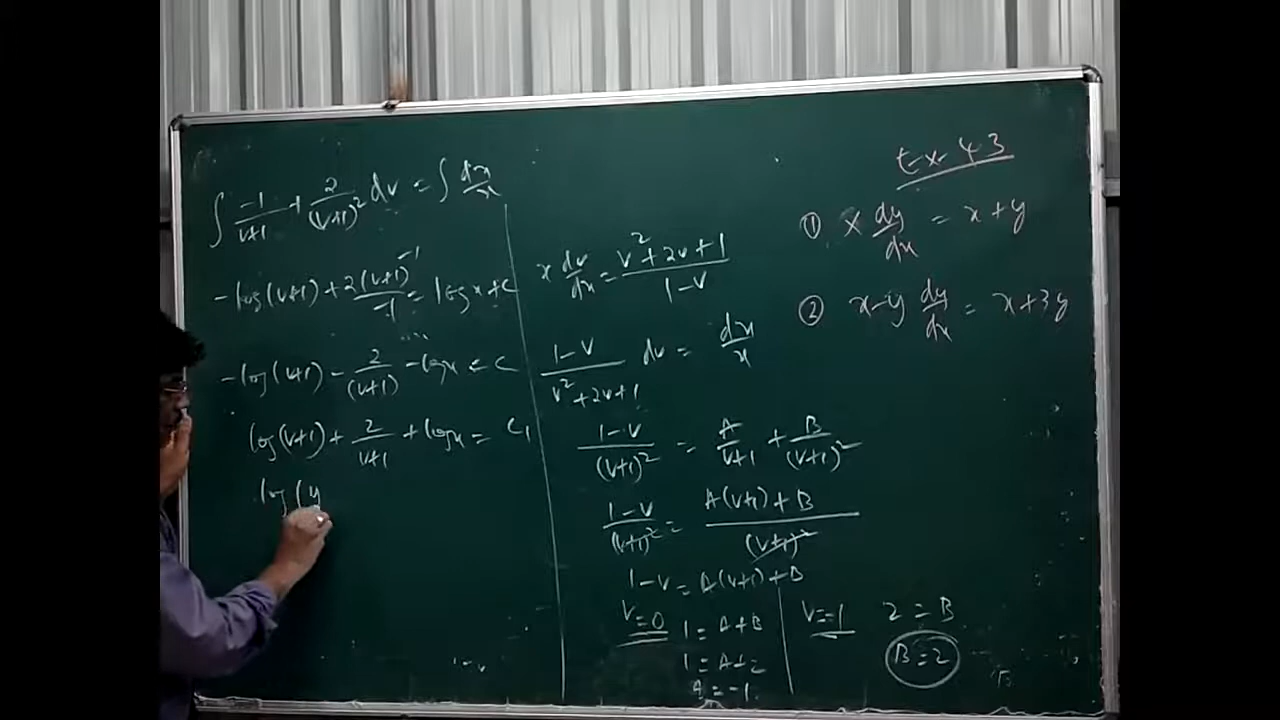 ∫ -1/(v+1) + 2/(v+1)² dv = ∫ dx/x
-log(v+1) + 2(v+1)⁻¹/-1 = log x + c
-log(v+1) - 2/(v+1) - log x = c
log(v+1) + 2/(v+1) + log x = c₁
log(y
x dv/dx = (v²+2v+1)/(1-v)
(1-v)/(v²+2v+1) dv = dx/x
(1-v)/(v+1)² = A/(v+1) + B/(v+1)²
(1-v)/(v+1)² = (A(v+1)+B)/(v+1)²
1-v = A(v+1)+B
v=0 1=A+B
1=A+2
A=-1.
v=-1 2=B
B=2
① x dy/dx = x+y
② x-y dy/dx = x+3y